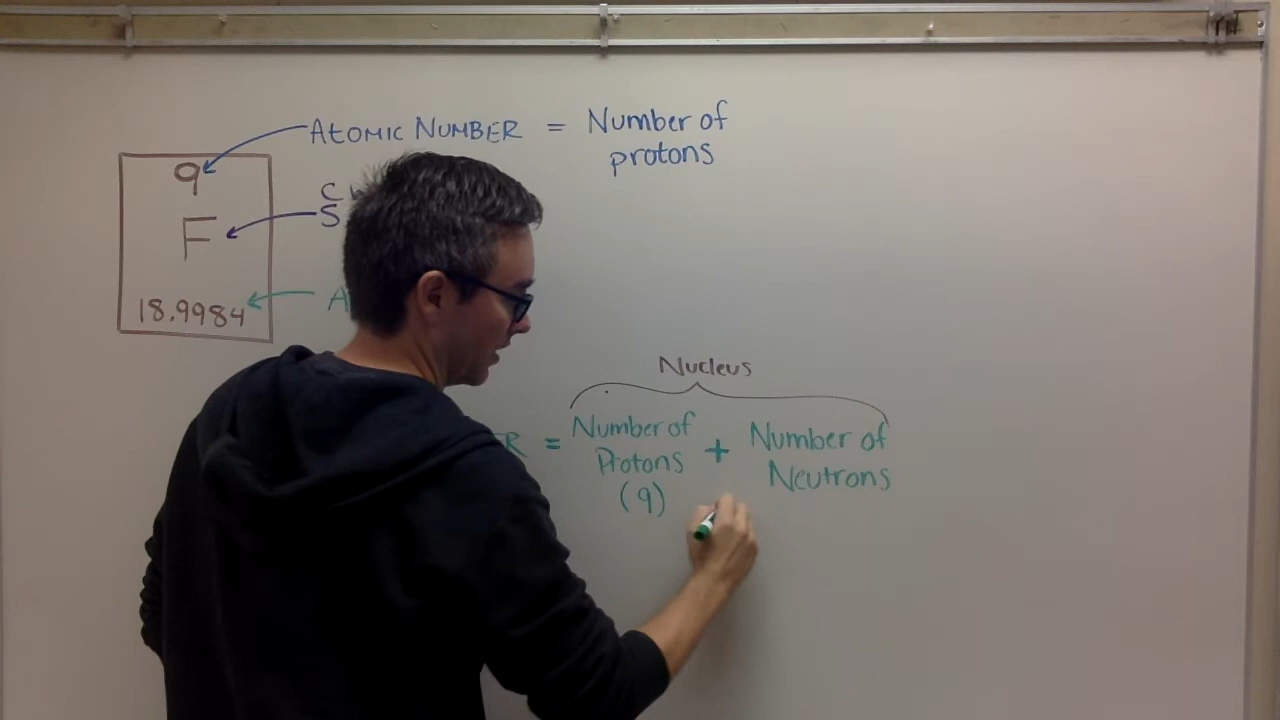 ATOMIC NUMBER = Number of
protons
9
F
18.9984
Nucleus
= Number of + Number of
Protons Neutrons
(9)